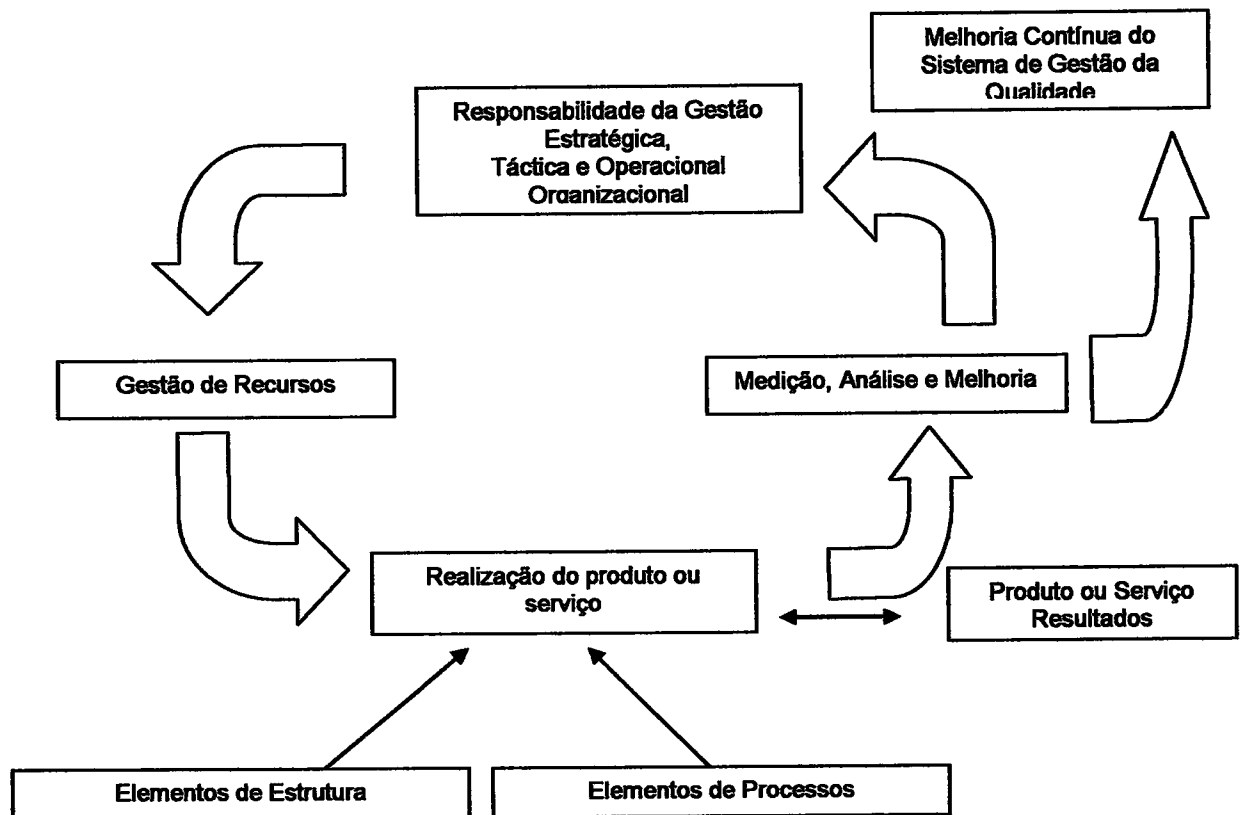 Melhoria Contínua do
Sistema de Gestão da
Qualidade
Responsabilidade da Gestão
Estratégica,
Táctica e Operacional
Organizacional
Gestão de Recursos
Medição, Análise e Melhoria
Realização do produto ou
serviço
Produto ou Serviço
Resultados
Elementos de Estrutura
Elementos de Processos